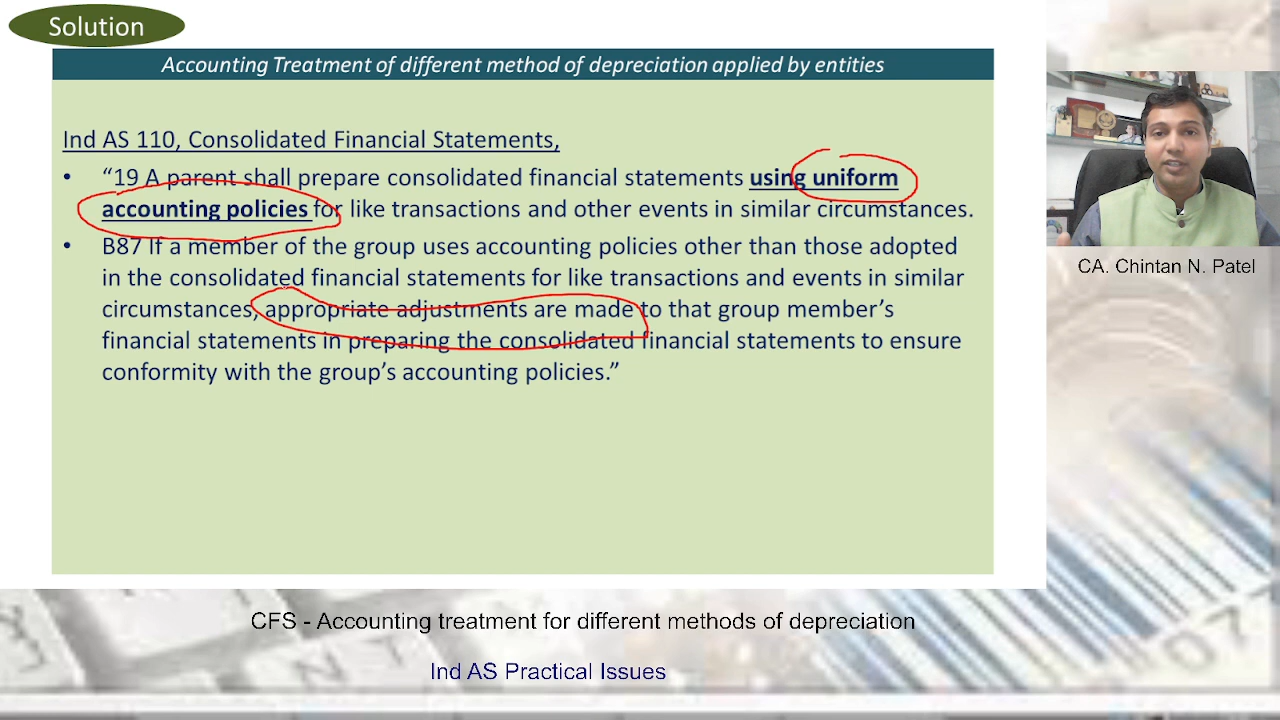 Solution
Accounting Treatment of different method of depreciation applied by entities
Ind AS 110, Consolidated Financial Statements,
• “19 A parent shall prepare consolidated financial statements using uniform
accounting policies for like transactions and other events in similar circumstances.
• B87 If a member of the group uses accounting policies other than those adopted
in the consolidated financial statements for like transactions and events in similar
circumstances, appropriate adjustments are made to that group member’s
financial statements in preparing the consolidated financial statements to ensure
conformity with the group’s accounting policies.”
CA. Chintan N. Patel
CFS - Accounting treatment for different methods of depreciation
Ind AS Practical Issues